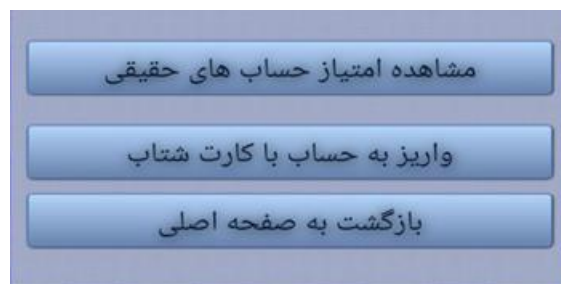 مشاهده امتیاز حساب های حقیقی
واریز به حساب با کارت شتاب
بازگشت به صفحه اصلی